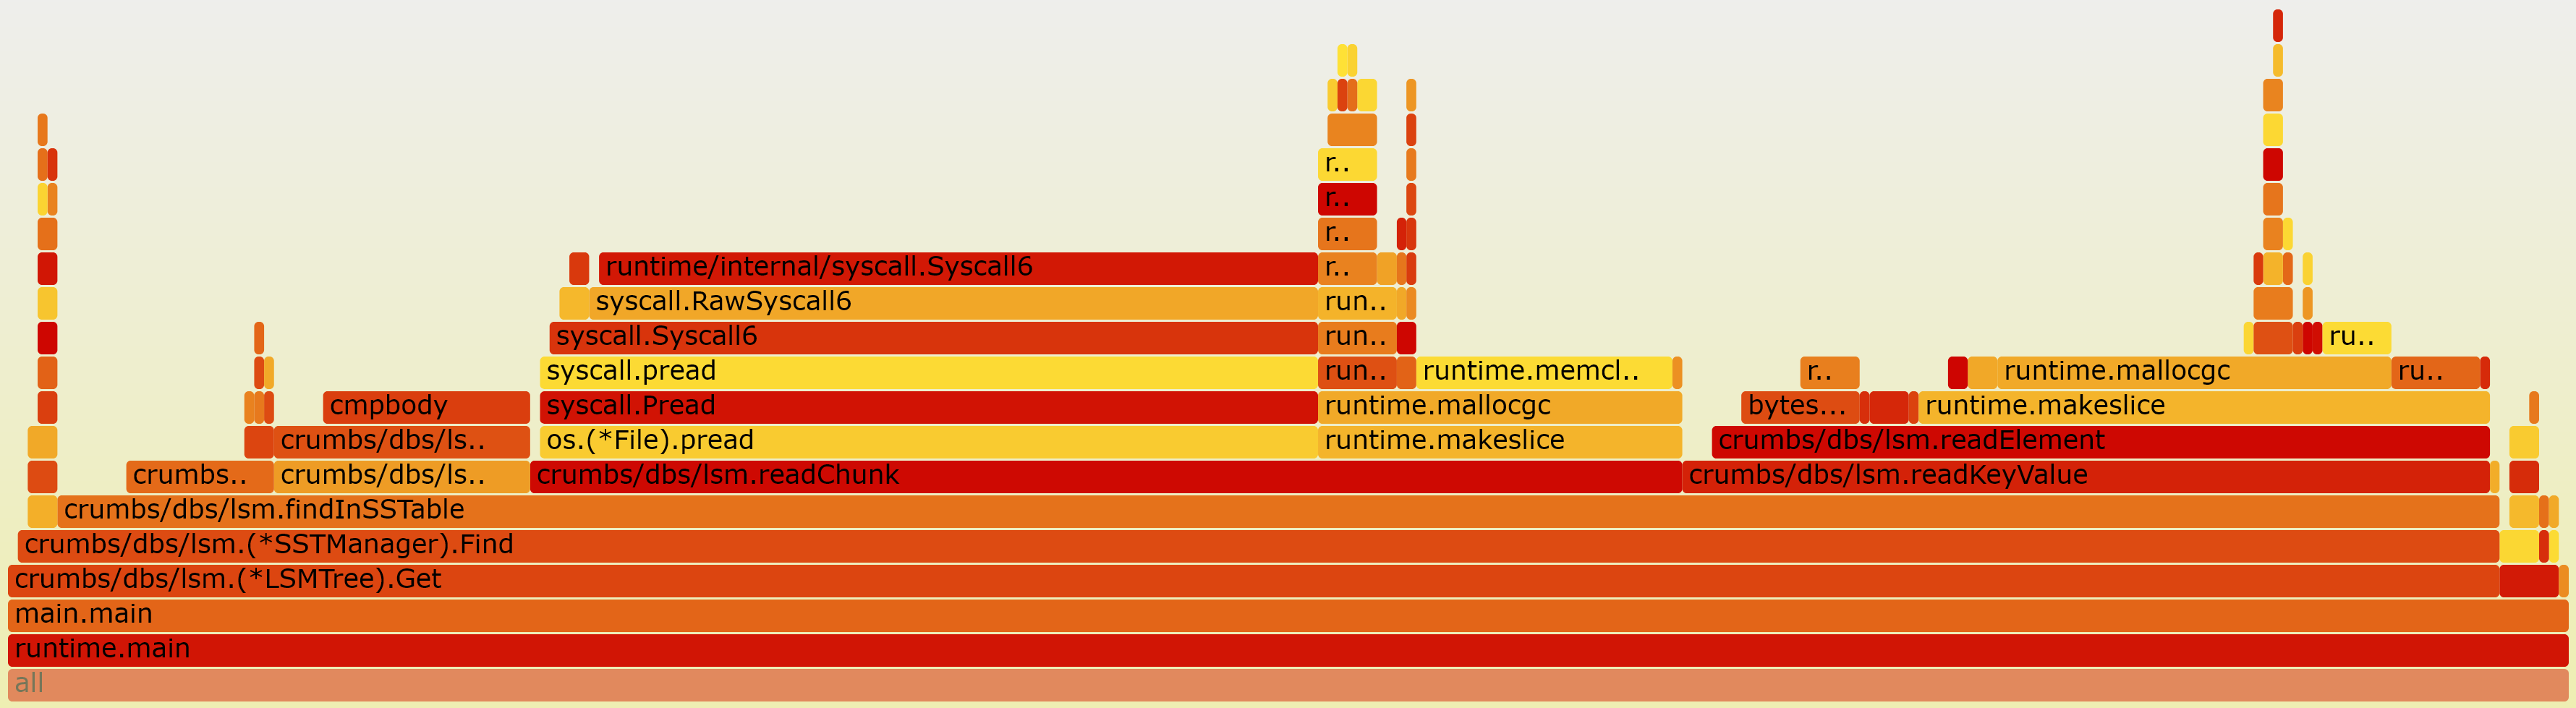 r..
r..
r..
runtime/internal/syscall.Syscall6
r..
syscall.RawSyscall6
run..
syscall.Syscall6
run..
ru..
syscall.pread
run..
runtime.memcl..
r..
runtime.mallocgc
ru..
cmpbody
syscall.Pread
runtime.mallocgc
bytes...
runtime.makeslice
crumbs/dbs/ls..
os.(*File).pread
runtime.makeslice
crumbs/dbs/lsm.readElement
crumbs..
crumbs/dbs/ls..
crumbs/dbs/lsm.readChunk
crumbs/dbs/lsm.readKeyValue
crumbs/dbs/lsm.findInSSTable
crumbs/dbs/lsm.(*SSTManager).Find
crumbs/dbs/lsm.(*LSMTree).Get
main.main
runtime.main
all